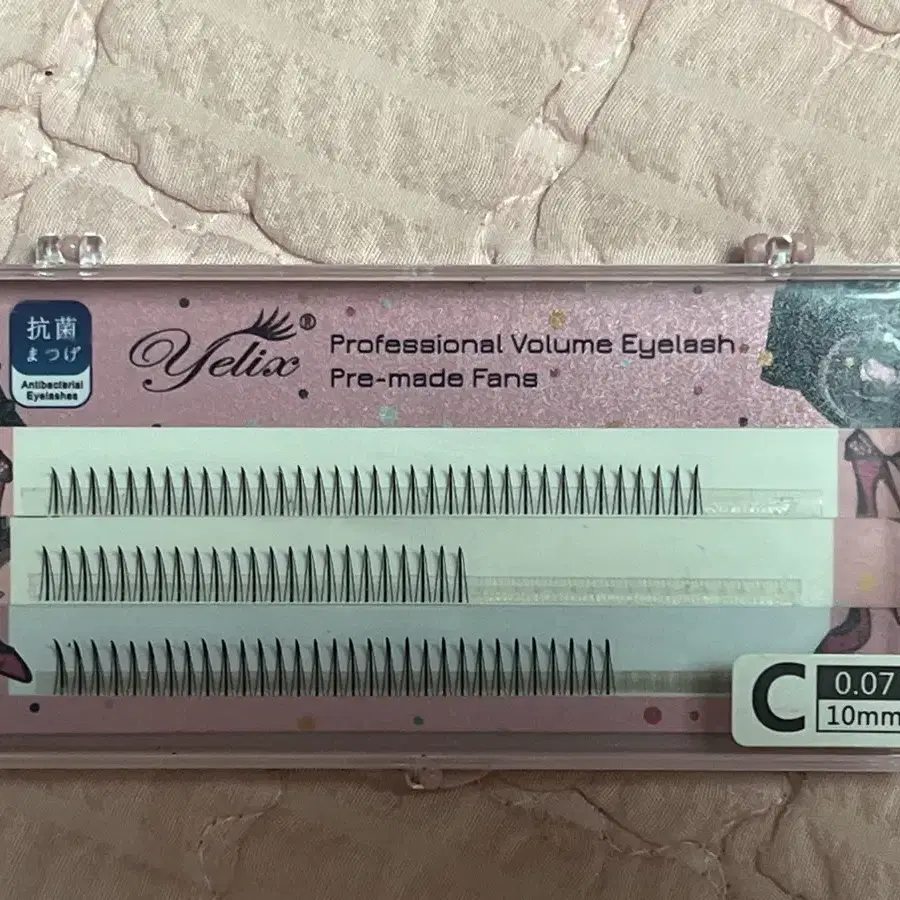 抗菌
まつげ
Antibacterial
Eyelashes
Yelix®
Professional Volume Eyelash
Pre-made Fans
C
0.07
10mm